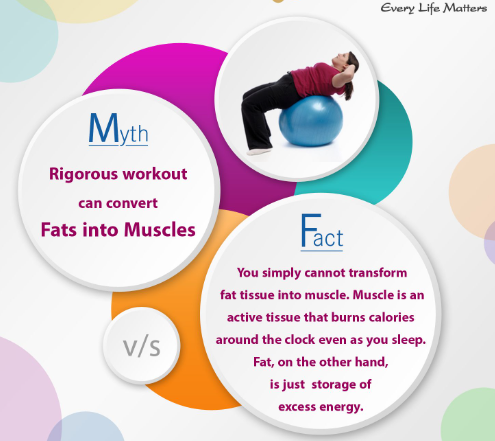 Every Life Matters
Myth
Rigorous workout
can convert
Fats into Muscles
v/s
Fact
You simply cannot transform
fat tissue into muscle. Muscle is an
active tissue that burns calories
around the clock even as you sleep.
Fat, on the other hand,
is just storage of
excess energy.